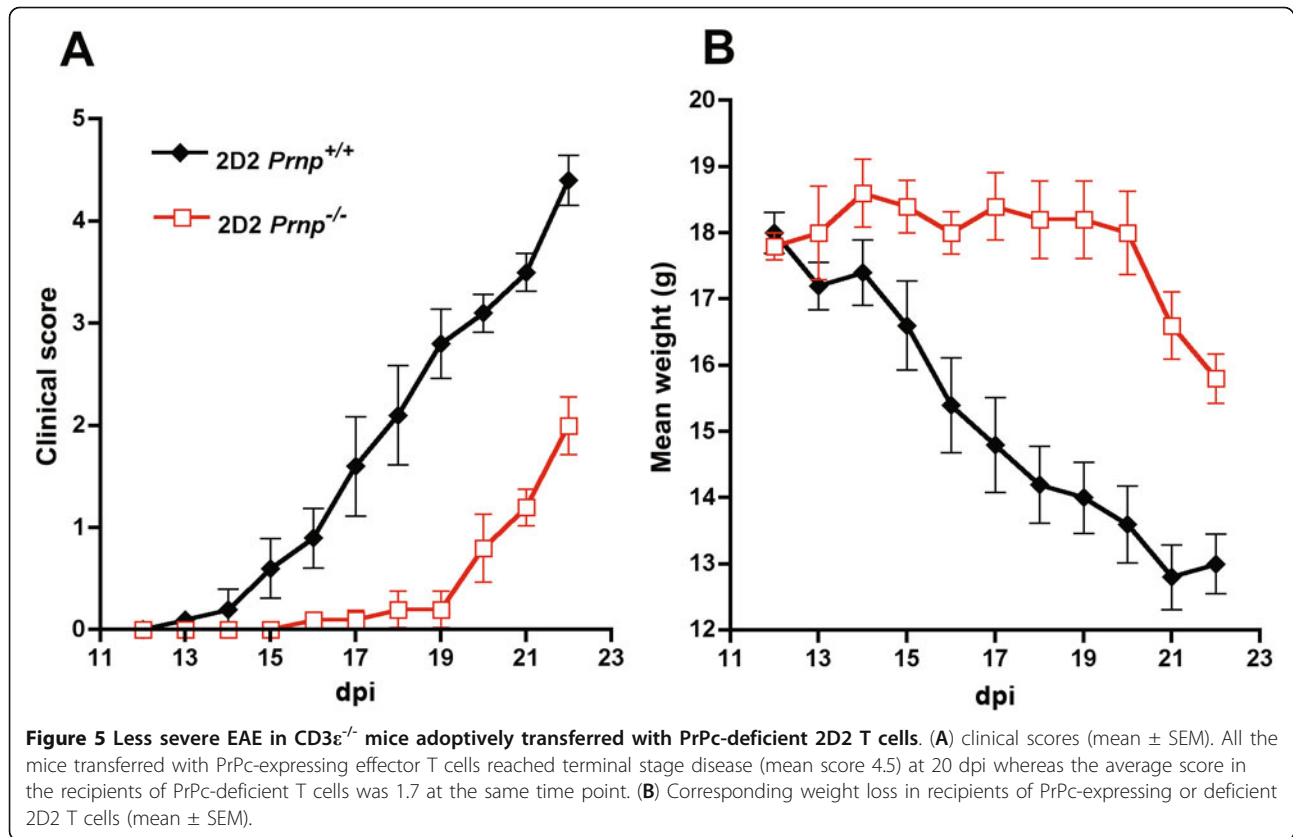 A
B
Clinical score
5
4
3
2
1
0
2D2 Prnp+/+
2D2 Prnp-/-
11 13 15 17 19 21 23
dpi
Mean weight (g)
20
19
18
17
16
15
14
13
12
11 13 15 17 19 21 23
dpi
Figure 5 Less severe EAE in CD3ε-/- mice adoptively transferred with PrPc-deficient 2D2 T cells. (A) clinical scores (mean ± SEM). All the
mice transferred with PrPc-expressing effector T cells reached terminal stage disease (mean score 4.5) at 20 dpi whereas the average score in
the recipients of PrPc-deficient T cells was 1.7 at the same time point. (B) Corresponding weight loss in recipients of PrPc-expressing or deficient
2D2 T cells (mean ± SEM).